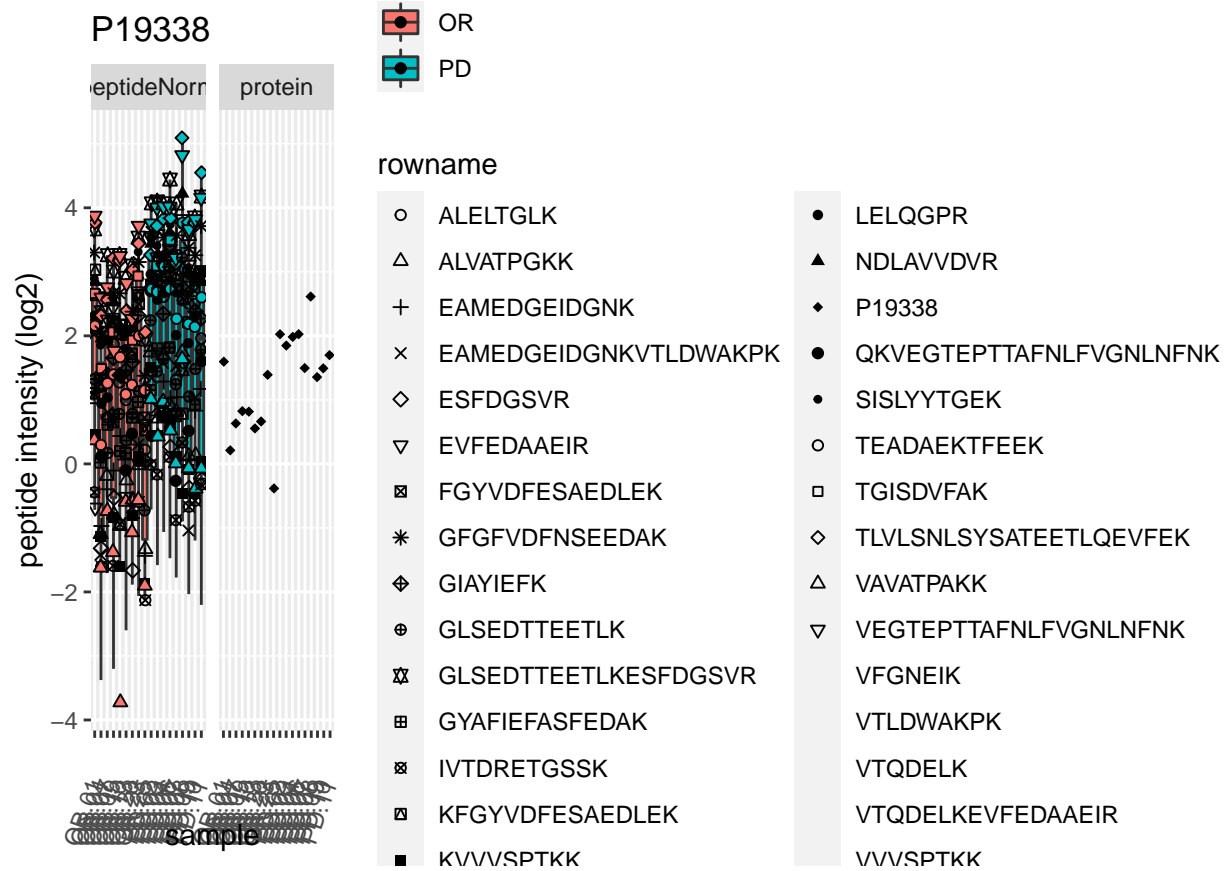 P19338
OR
PD
protein
rowname
peptide intensity (log2)
4
2
0
−2
−4
sample
ALELTGLK
ALVATPGKK
EAMEDGEIDGNK
EAMEDGEIDGNKVTLDWAKPK
ESFDGSVR
EVFEDAAEIR
FGYVDFESAEDLEK
GFGFVDFNSEEDAK
GIAYIEFK
GLSEDTTEETLK
GLSEDTTEETLKESFDGSVR
GYAFIEFASFEDAK
IVTDRETGSSK
KFGYVDFESAEDLEK
KVVVSPTKK
LELQGPR
NDLAVVDVR
P19338
QKVEGTEPTTAFNLFVGNLNFNK
SISLYYTGEK
TEADAEKTFEEK
TGISDVFAK
TLVLSNLSYSATEETLQEVFEK
VAVATPAKK
VEGTEPTTAFNLFVGNLNFNK
VFGNEIK
VTLDWAKPK
VTQDELK
VTQDELKEVFEDAAEIR
VVVSPTKK